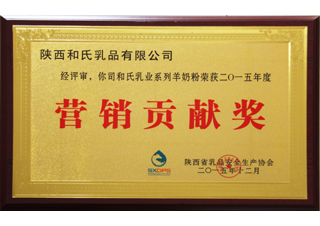 陕西和氏乳品有限公司
经评审，你司和氏乳业系列羊奶粉荣获二〇一五年度
营销贡献奖
SXDPS
陕西省乳品安全生产协会
二〇一五年十二月